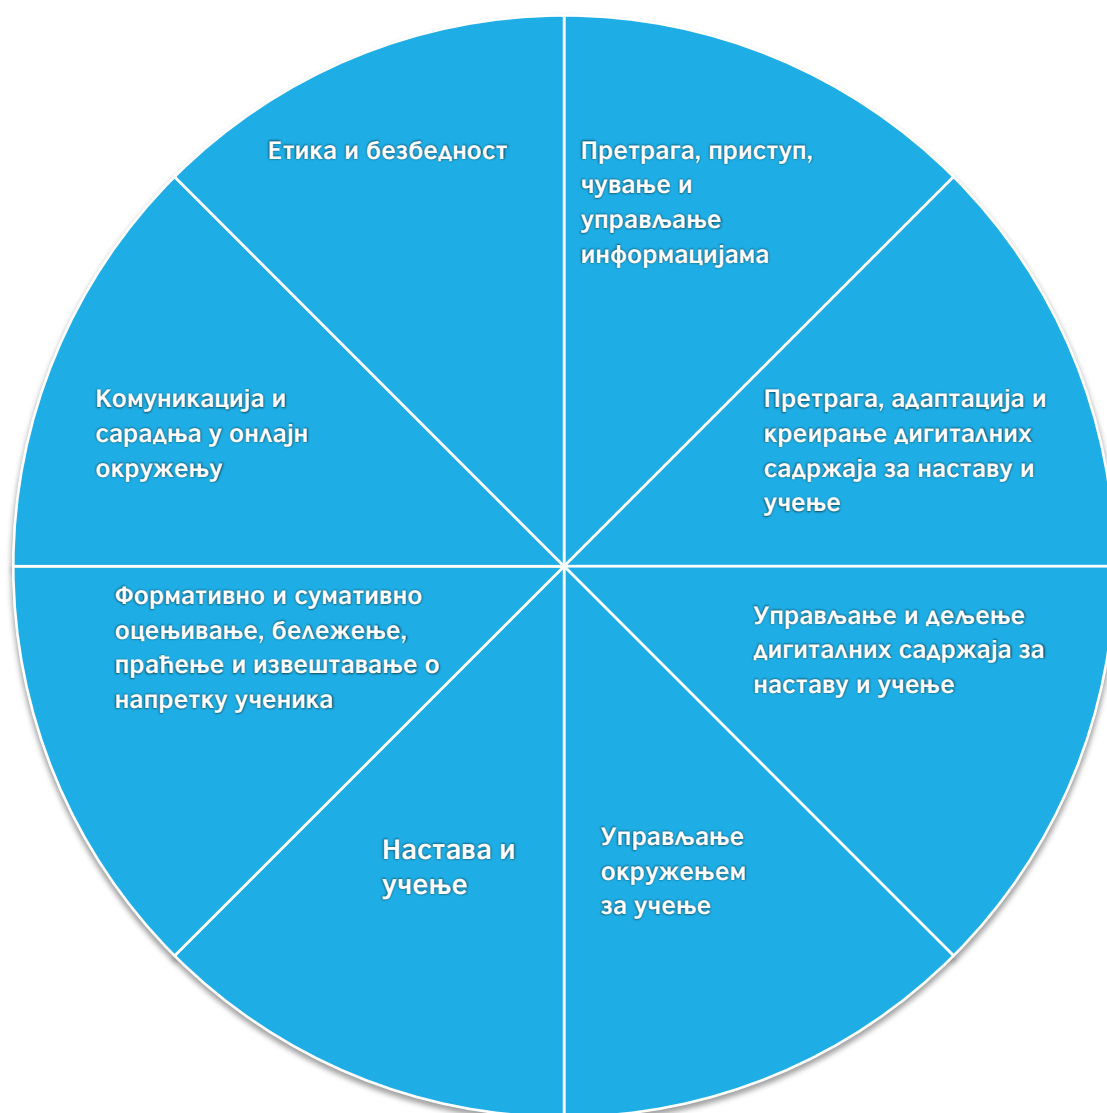 Етика и безбедност
Претрага, приступ,
чување и
управљање
информацијама
Комуникација и
сарадња у онлајн
окружењу
Претрага, адаптација и
креирање дигиталних
садржаја за наставу и
учење
Формативно и сумативно
оцењивање, бележење,
праћење и извештавање о
напретку ученика
Управљање и дељење
дигиталних садржаја за
наставу и учење
Настава и
учење
Управљање
окружењем
за учење